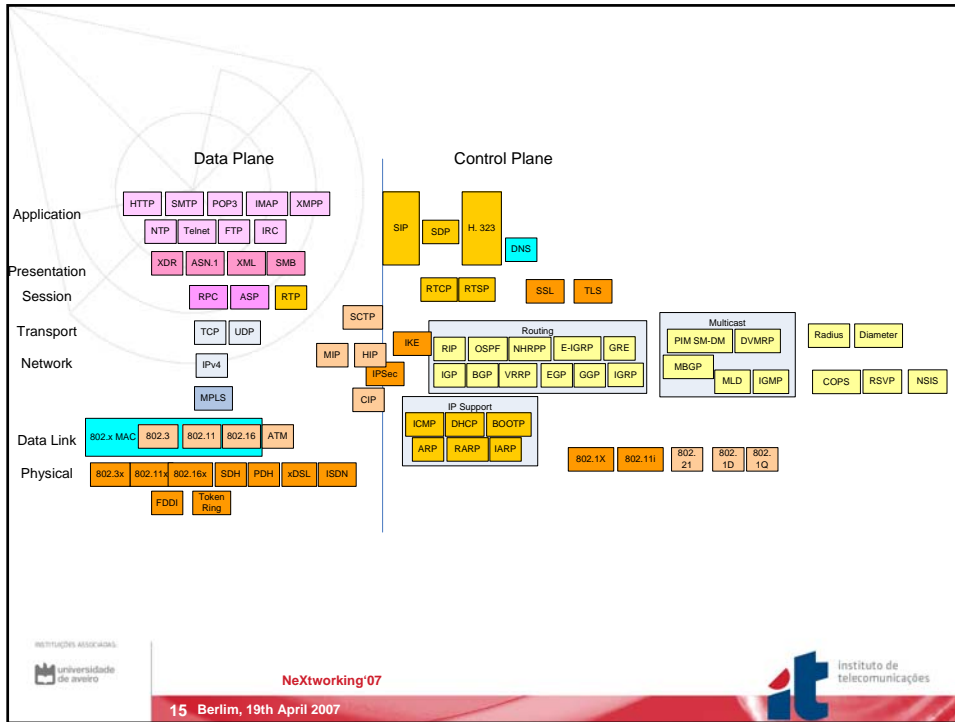 Data Plane
Control Plane
Application
HTTP SMTP POP3 IMAP XMPP
NTP Telnet FTP IRC
SIP
SDP
H. 323
DNS
Presentation
XDR ASN.1 XML SMB
Session
RPC ASP RTP
RTCP RTSP
SSL TLS
SCTP
Transport
TCP UDP
Network
IPv4
MIP HIP
IKE
IPSec
CIP
MPLS
Routing
RIP OSPF NHRPP E-IGRP GRE
IGP BGP VRRP EGP GGP IGRP
Multicast
PIM SM-DM DVMRP
MBGP
MLD IGMP
Radius Diameter
COPS RSVP NSIS
IP Support
ICMP DHCP BOOTP
ARP RARP IARP
Data Link
802.x MAC 802.3 802.11 802.16 ATM
Physical
802.3x 802.11x 802.16x SDH PDH xDSL ISDN
FDDI
Token
Ring
802.1X 802.11i
802.
21
802.
1D
802.
1Q
INSTITUIÇÕES ASSOCIADAS:
universidade
de aveiro
NeXtworking'07
15 Berlim, 19th April 2007
it
instituto de
telecomunicações